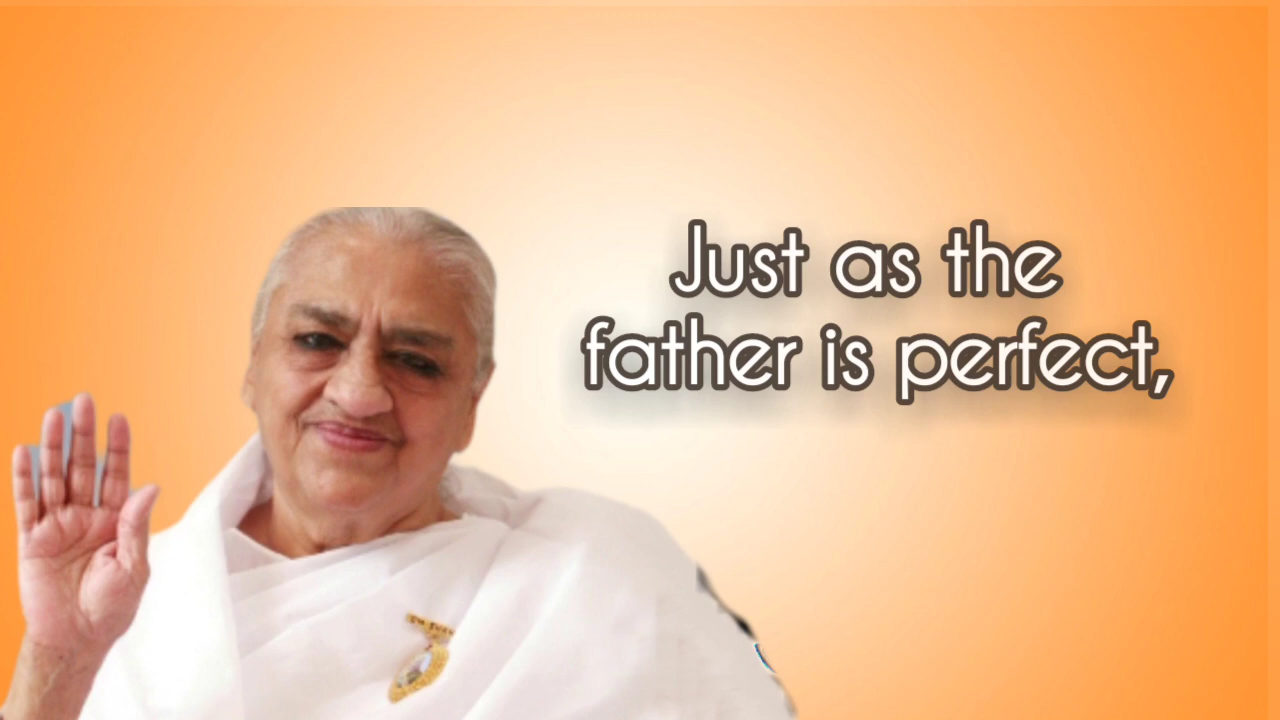 Just as the
father is perfect,